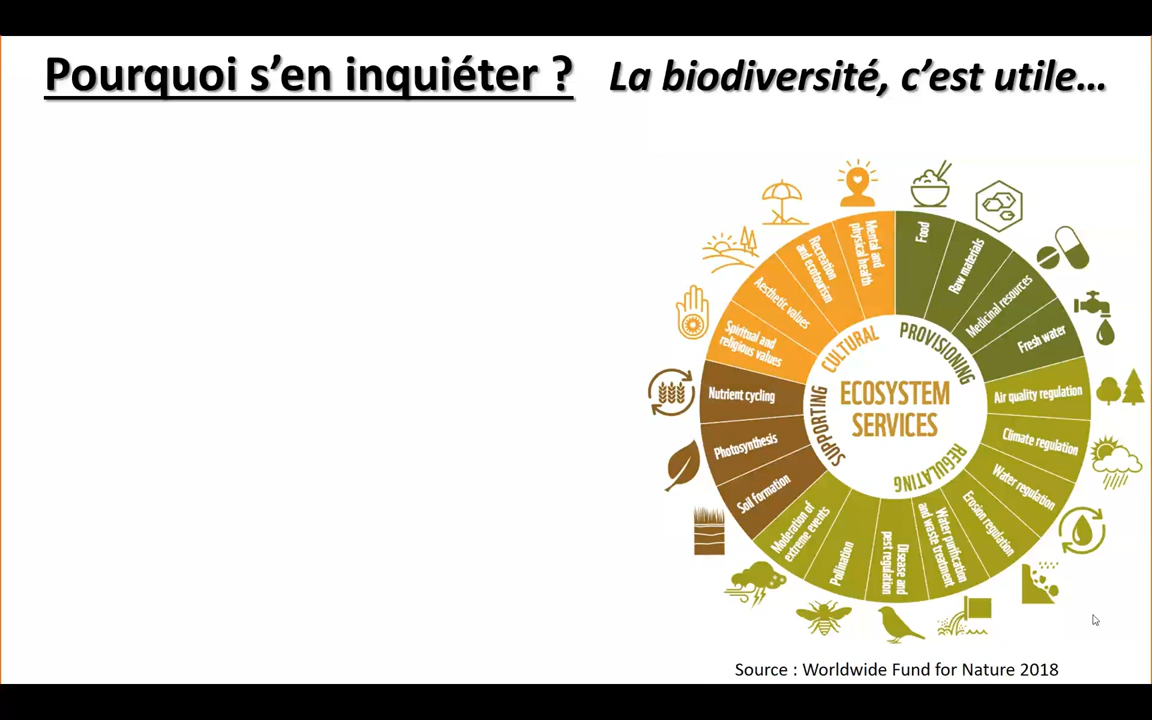 Pourquoi s’en inquiéter ?
La biodiversité, c’est utile…
Mental and
physical health
Food
Raw materials
Medicinal resources
Fresh water
Air quality regulation
Climate regulation
Water regulation
Erosion regulation
Water purification
and waste treatment
Disease and
pest regulation
Pollination
Moderation of
extreme events
Soil formation
Photosynthesis
Nutrient cycling
Spiritual and
religious values
Aesthetic values
Recreation
and ecotourism
CULTURAL
PROVISIONING
REGULATING
SUPPORTING
ECOSYSTEM
SERVICES
Source : Worldwide Fund for Nature 2018